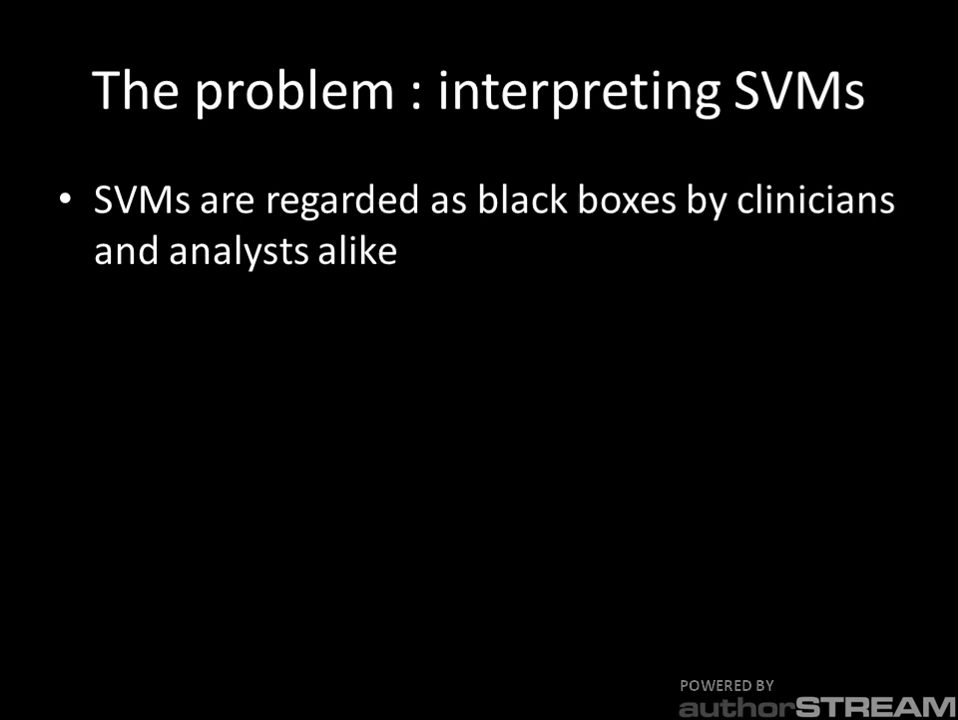 The problem : interpreting SVMs
• SVMs are regarded as black boxes by clinicians
and analysts alike
POWERED BY
authorSTREAM